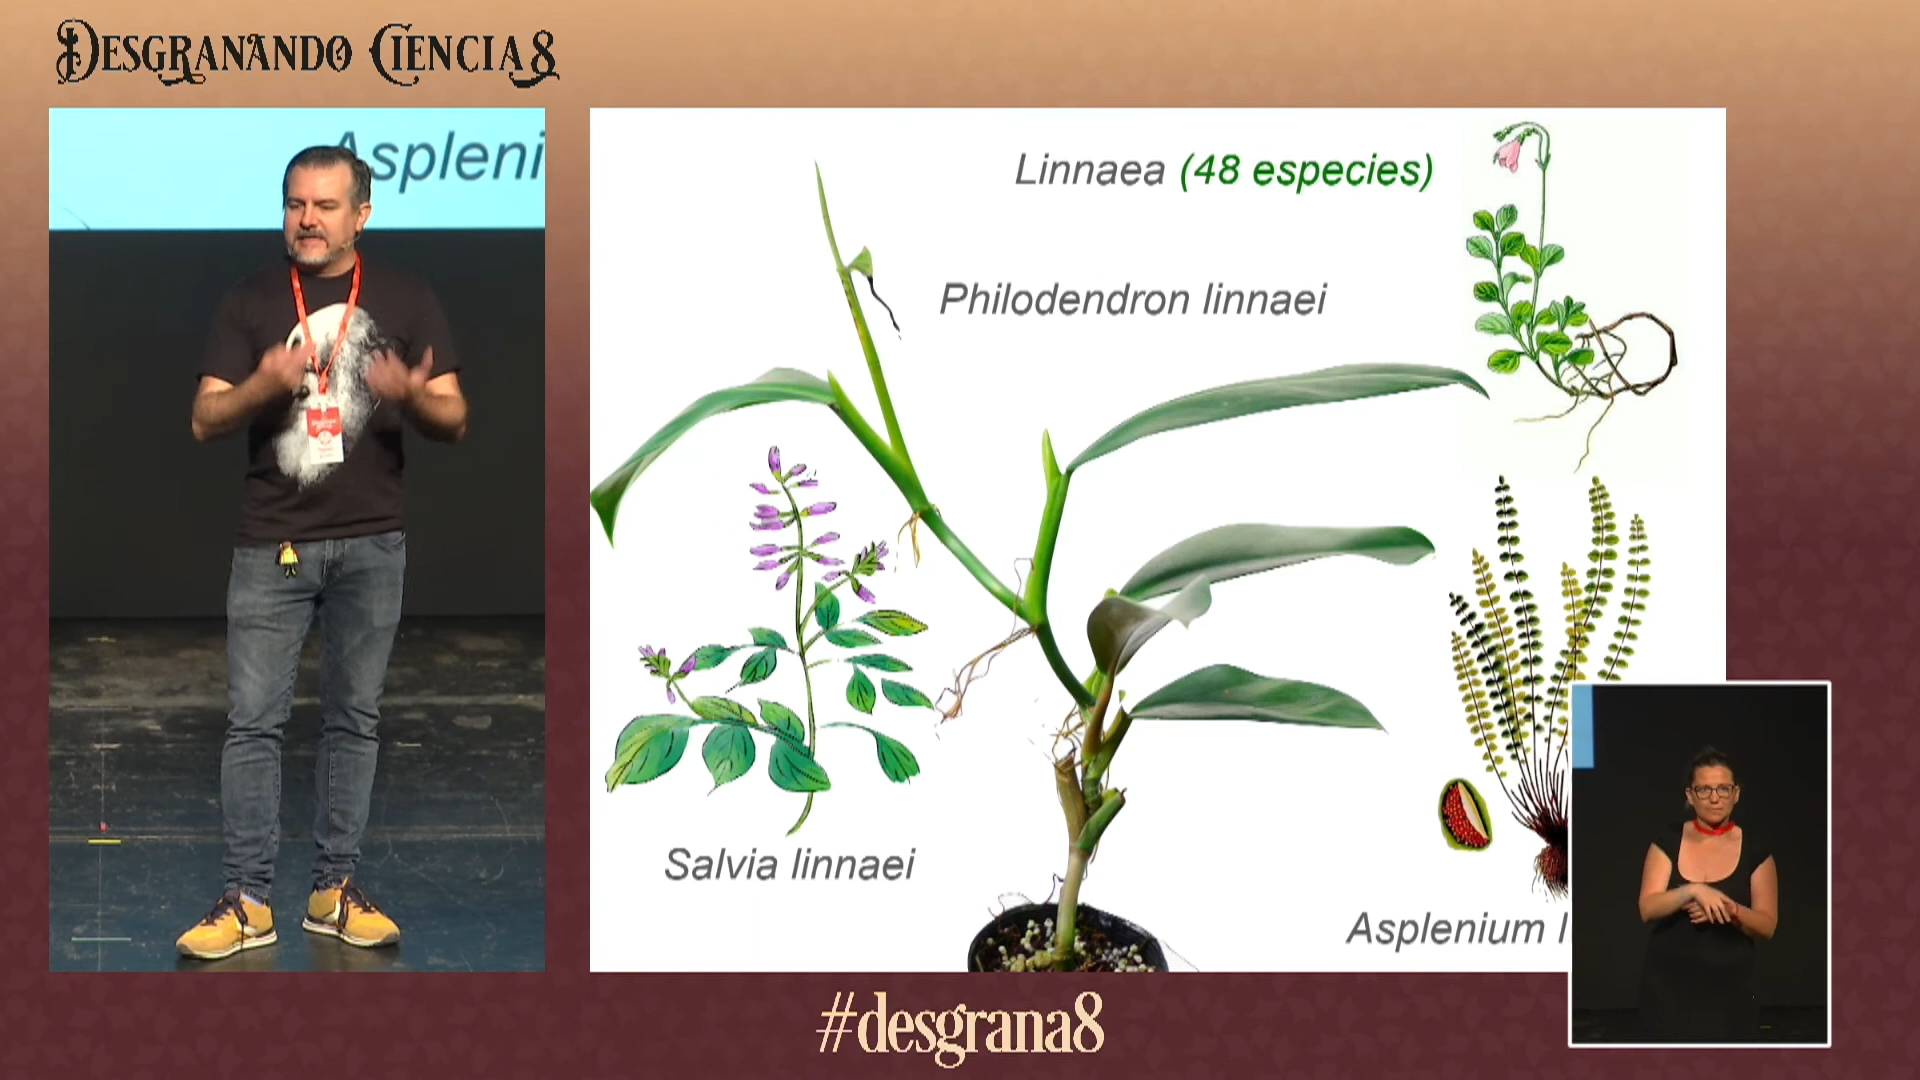 DESGRANANDO CIENCIA8
Aspleni
Linnaea (48 especies)
Philodendron linnaei
Salvia linnaei
Asplenium l
#desgrana8